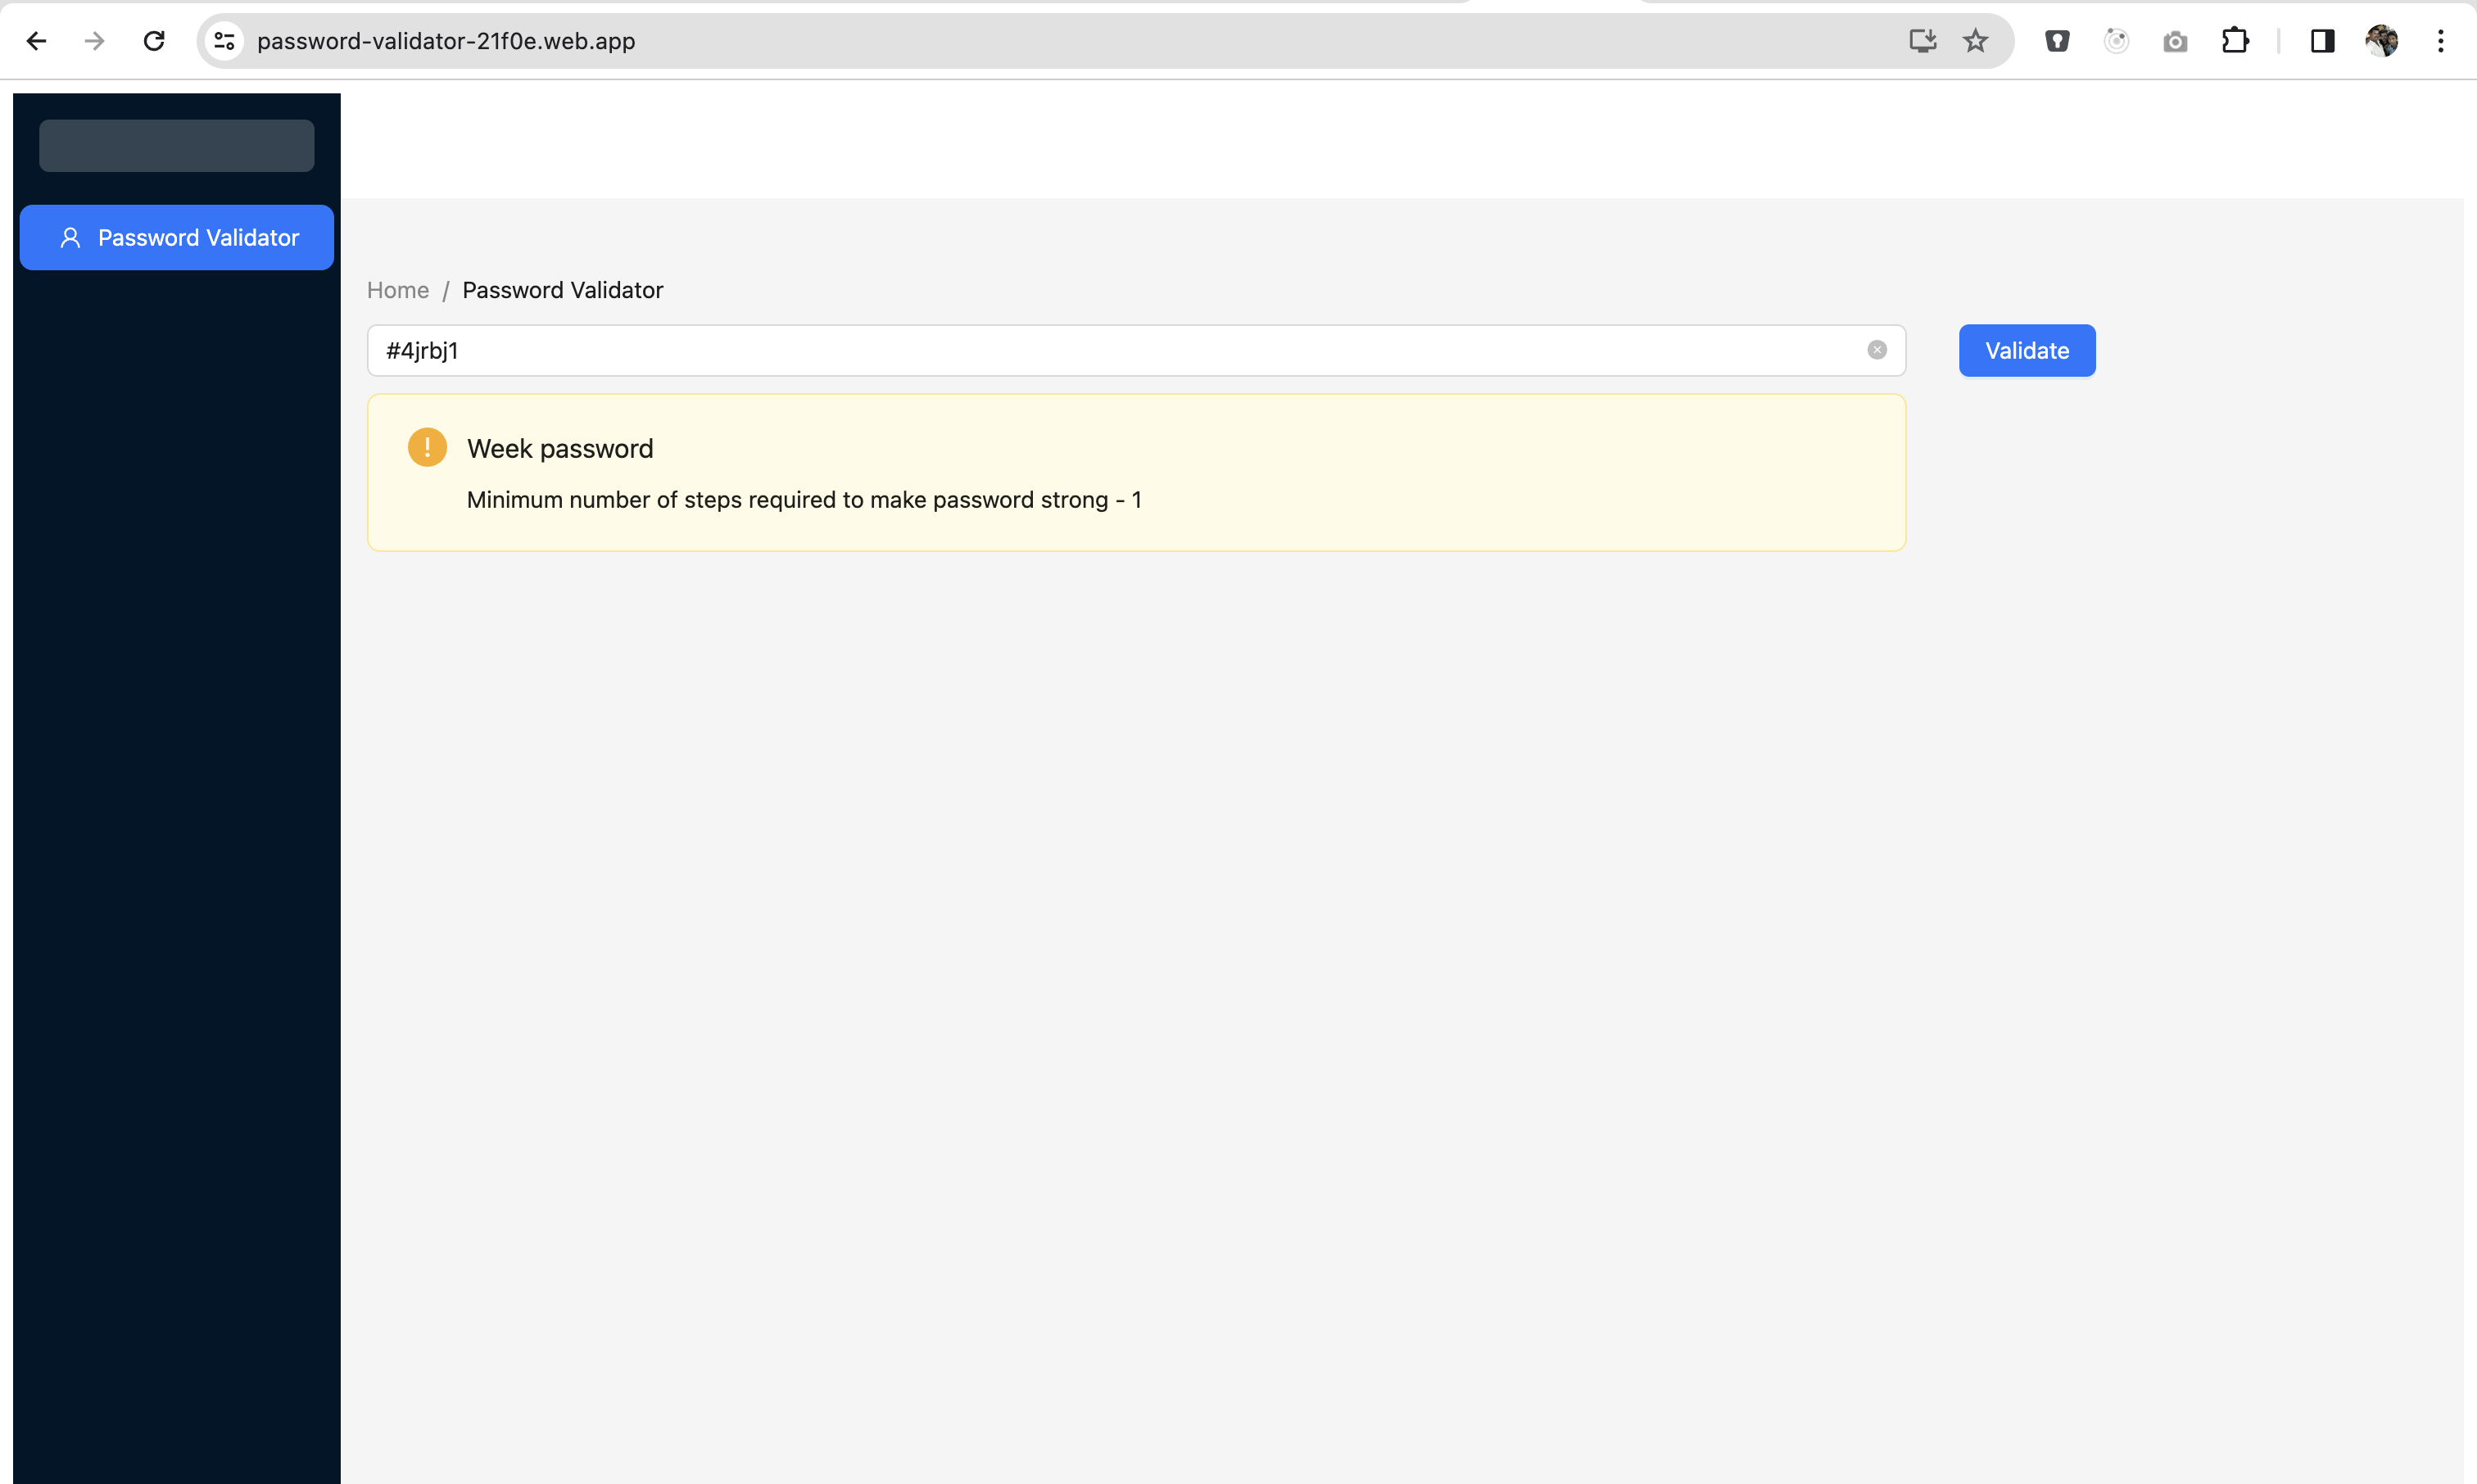 password-validator-21f0e.web.app
Password Validator
Home / Password Validator
#4jrbj1
Validate
Week password
Minimum number of steps required to make password strong - 1